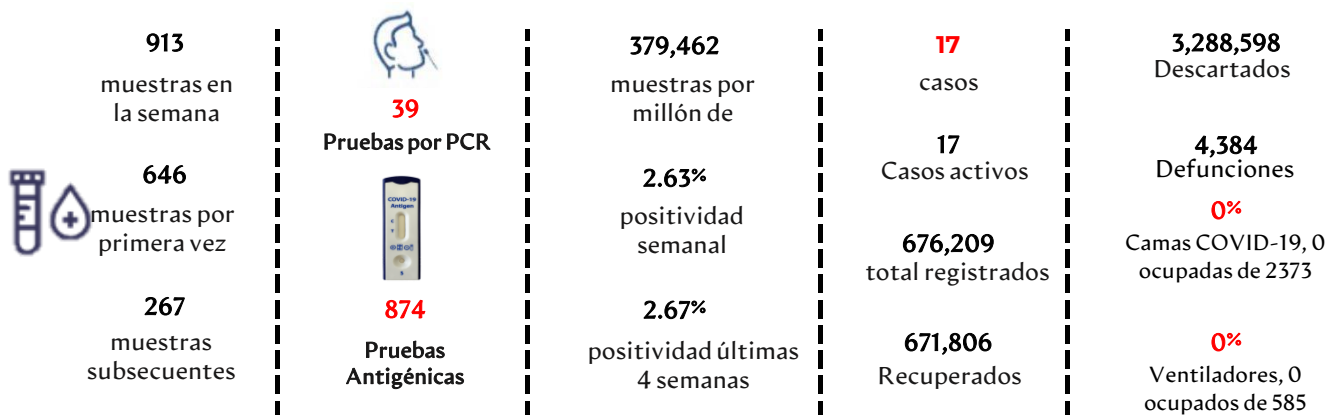 913
muestras en
la semana
646
muestras por
primera vez
267
muestras
subsecuentes
39
Pruebas por PCR
COVID-19
Antigen
C
T
874
Pruebas
Antigénicas
379,462
muestras por
millón de
2.63%
positividad
semanal
2.67%
positividad últimas
4 semanas
17
casos
17
Casos activos
676,209
total registrados
671,806
Recuperados
3,288,598
Descartados
4,384
Defunciones
0%
Camas COVID-19, 0
ocupadas de 2373
0%
Ventiladores, 0
ocupados de 585